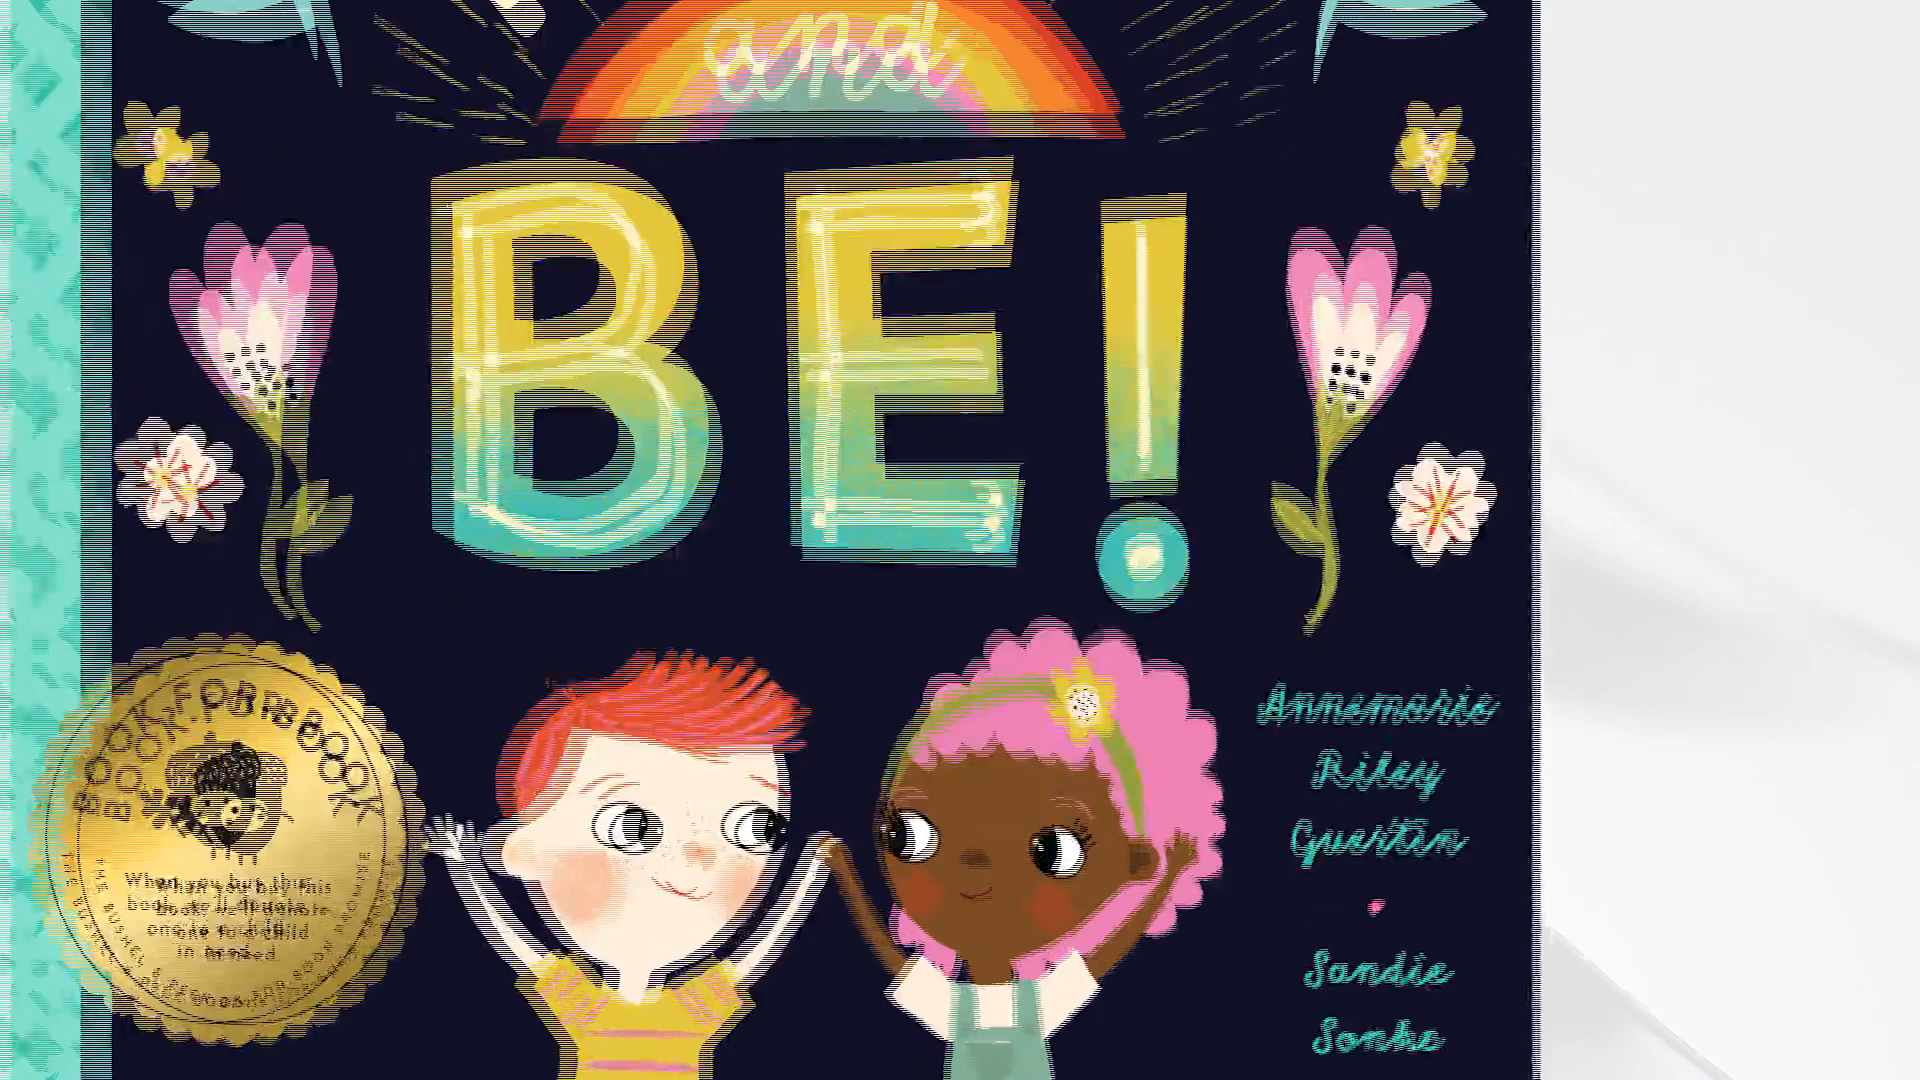 and
BE!
BOOK-FOR-BOOK
When you buy this
book, we'll donate
one to a child
in need
Annemarie
Riley
Guertin
•
Sandie
Sonke